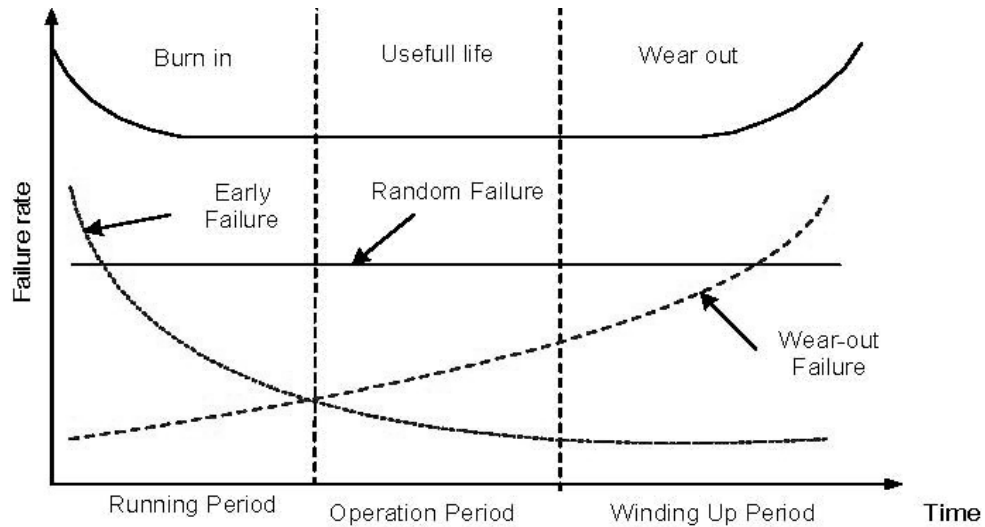 Burn in
Usefull life
Wear out
Early
Failure
Random Failure
Failure rate
Wear-out
Failure
Running Period
Operation Period
Winding Up Period
Time